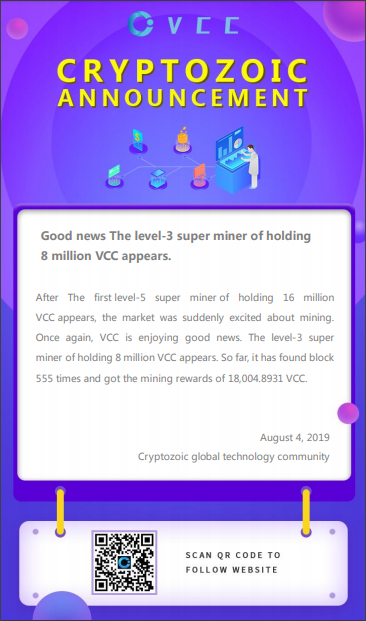 VCC
CRYPTOZOIC
ANNOUNCEMENT
Good news The level-3 super miner of holding
8 million VCC appears.
After The first level-5 super miner of holding 16 million
VCC appears, the market was suddenly excited about mining.
Once again, VCC is enjoying good news. The level-3 super
miner of holding 8 million VCC appears. So far, it has found block
555 times and got the mining rewards of 18,004.8931 VCC.
August 4, 2019
Cryptozoic global technology community
SCAN QR CODE TO
FOLLOW WEBSITE